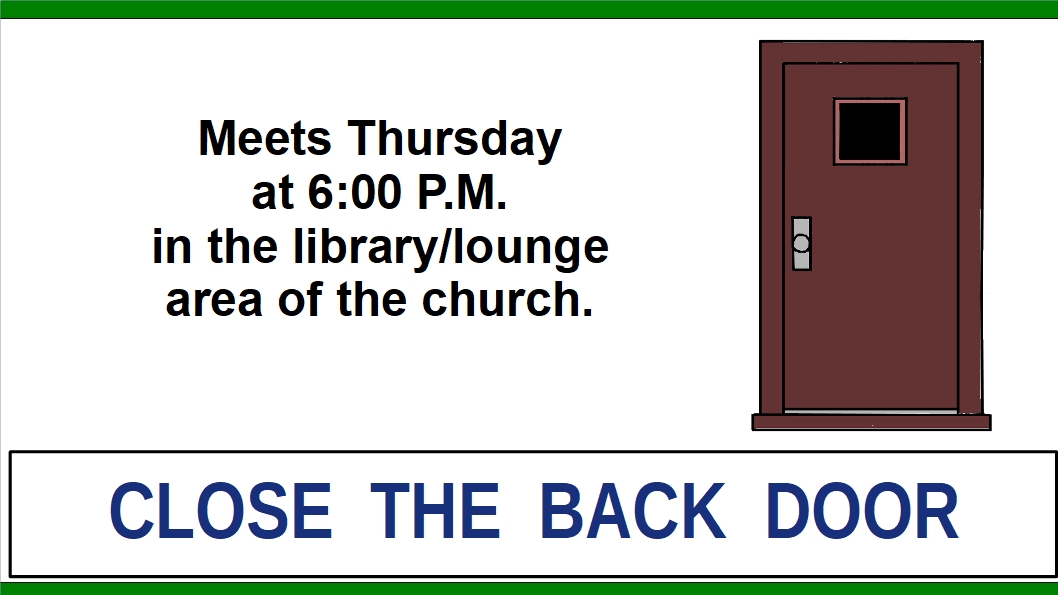 Meets Thursday
at 6:00 P.M.
in the library/lounge
area of the church.
CLOSE THE BACK DOOR